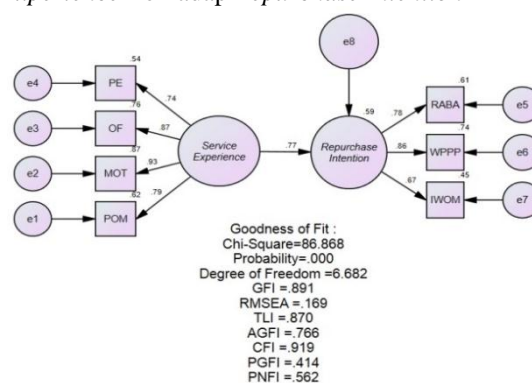 e8
e4
PE
.54
.74
e3
OF
.76
.87
e2
MOT
.87
.93
e1
POM
.62
.79
Service
Experience
.77
Repurchase
Intention
.59
.78
RABA
.61
e5
.86
WPPP
.74
e6
.67
IWOM
.45
e7
Goodness of Fit :
Chi-Square=86.868
Probability=.000
Degree of Freedom =6.682
GFI =.891
RMSEA =.169
TLI =.870
AGFI =.766
CFI =.919
PGFI =.414
PNFI =.562